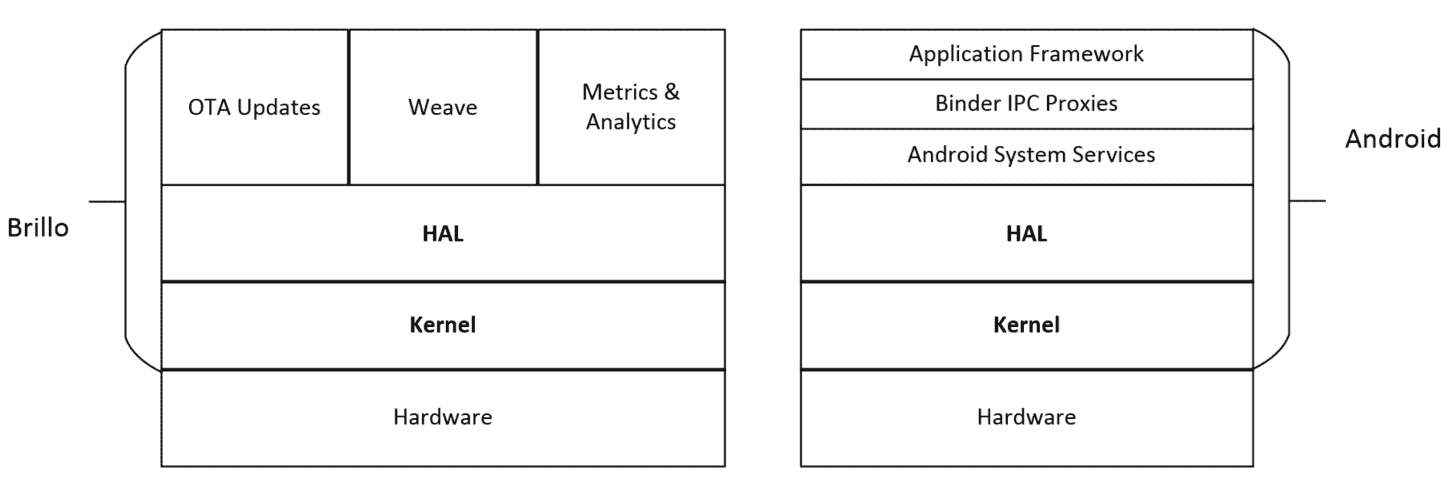 Brillo
OTA Updates
Weave
Metrics &
Analytics
HAL
Kernel
Hardware
Application Framework
Binder IPC Proxies
Android System Services
HAL
Kernel
Hardware
Android